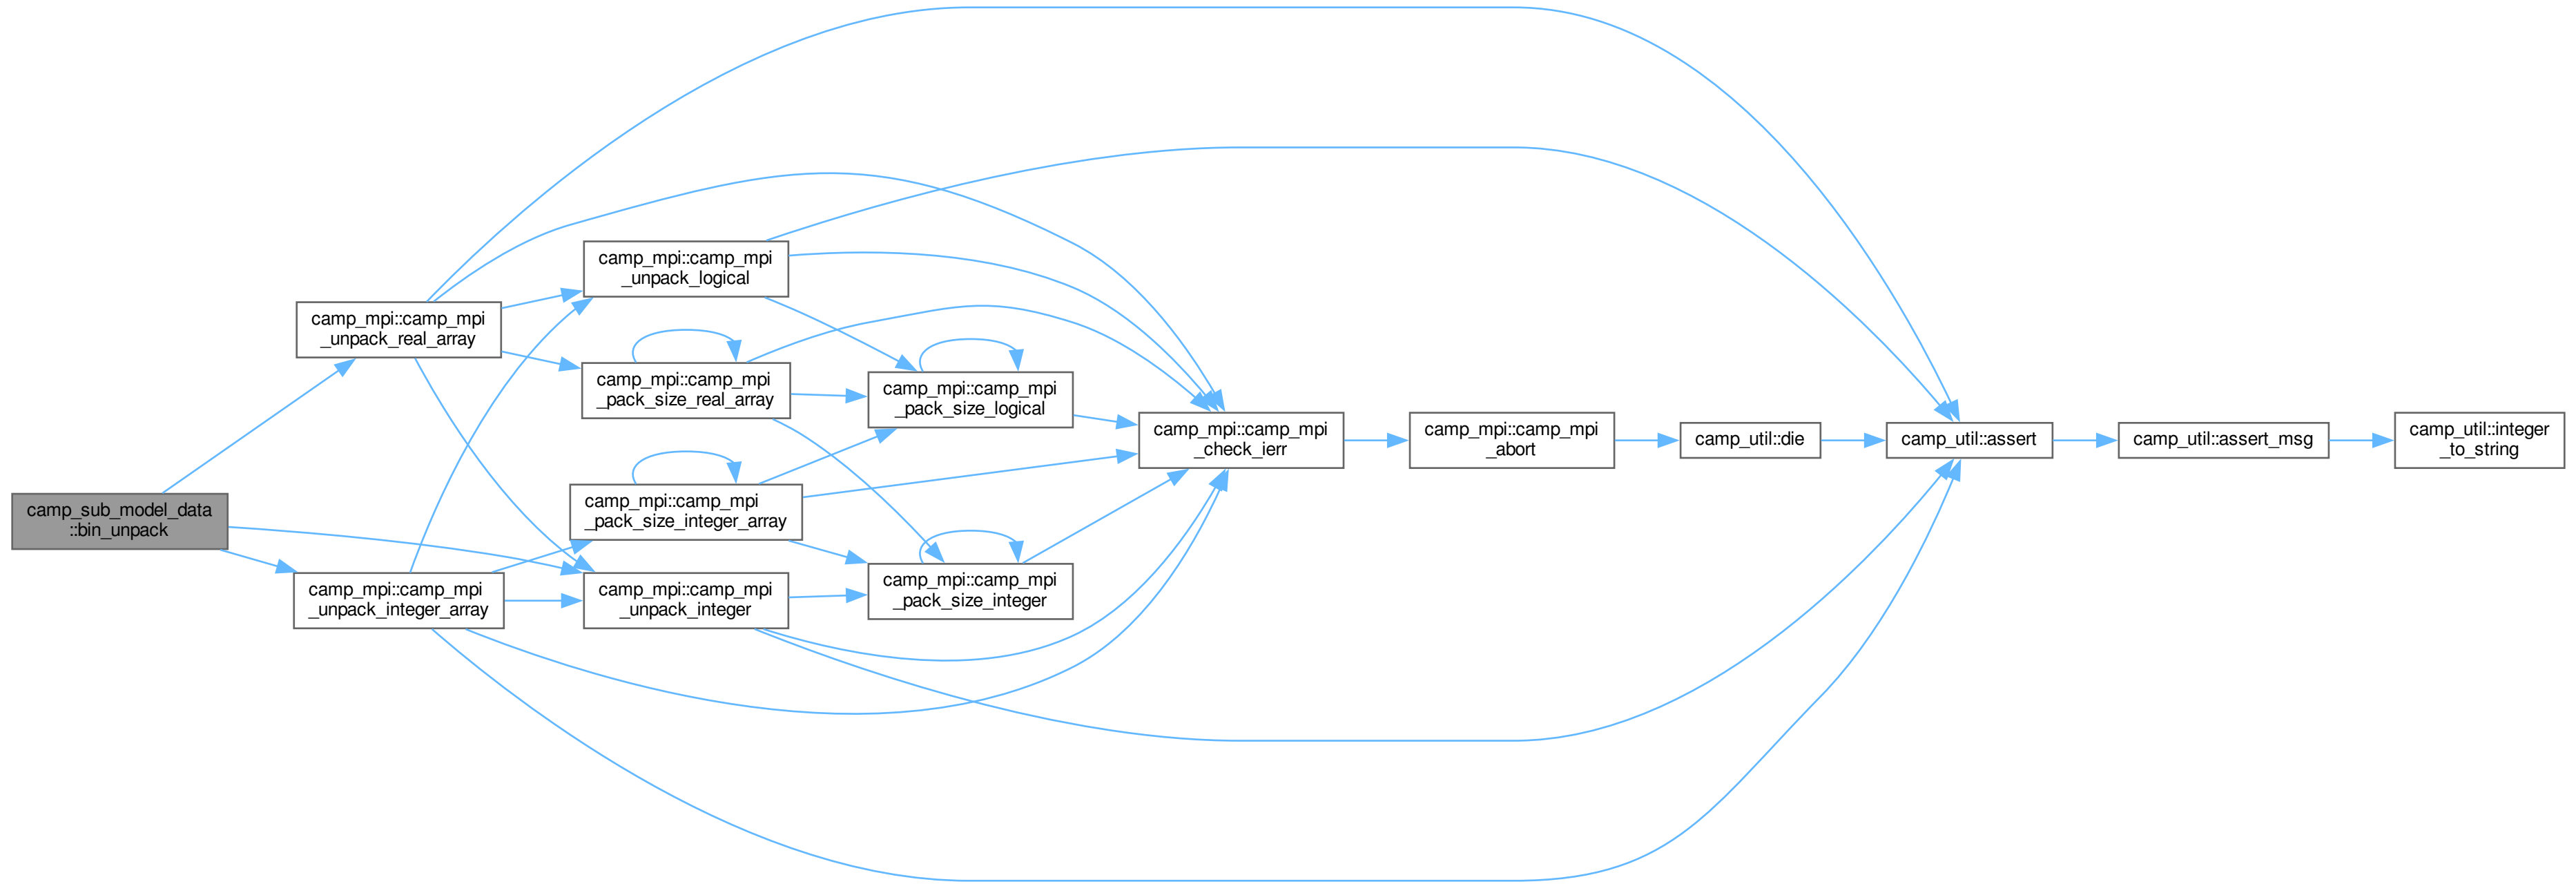 camp_sub_model_data
::bin_unpack
camp_mpi::camp_mpi
_unpack_real_array
camp_mpi::camp_mpi
_unpack_integer_array
camp_mpi::camp_mpi
_unpack_logical
camp_mpi::camp_mpi
_pack_size_real_array
camp_mpi::camp_mpi
_pack_size_integer_array
camp_mpi::camp_mpi
_unpack_integer
camp_mpi::camp_mpi
_pack_size_logical
camp_mpi::camp_mpi
_pack_size_integer
camp_mpi::camp_mpi
_check_ierr
camp_mpi::camp_mpi
_abort
camp_util::die
camp_util::assert
camp_util::assert_msg
camp_util::integer
_to_string